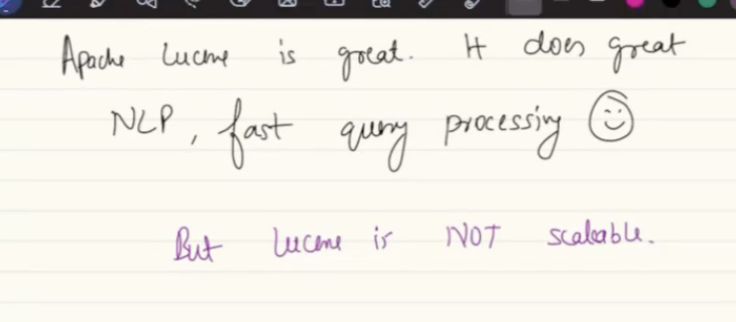 Apache Lucene is great. It does great
NLP, fast query processing
But Lucene is NOT scalable.